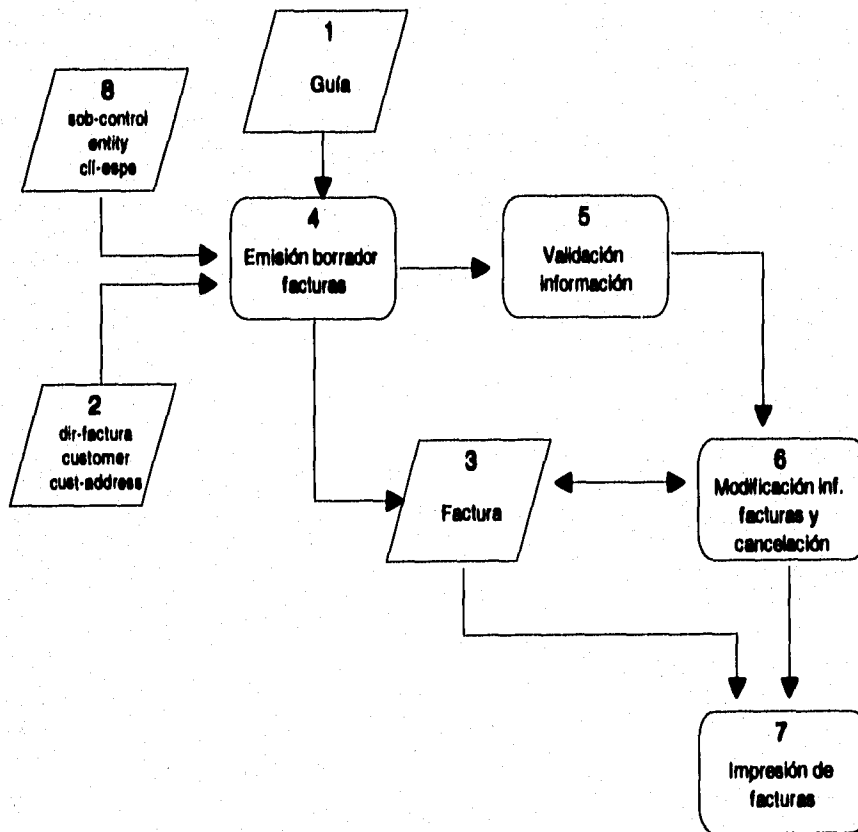 1
Guía
8
sob-control
entity
cli-espe
4
Emisión borrador
facturas
5
Validación
información
2
dir-factura
customer
cust-address
3
Factura
6
Modificación inf.
facturas y
cancelación
7
Impresión de
facturas